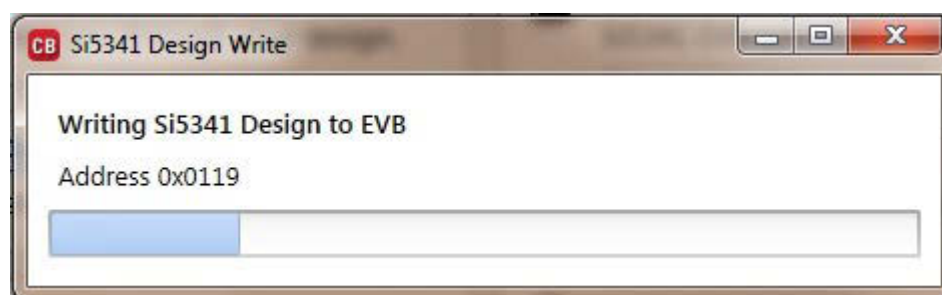 CB Si5341 Design Write
Writing Si5341 Design to EVB
Address 0x0119